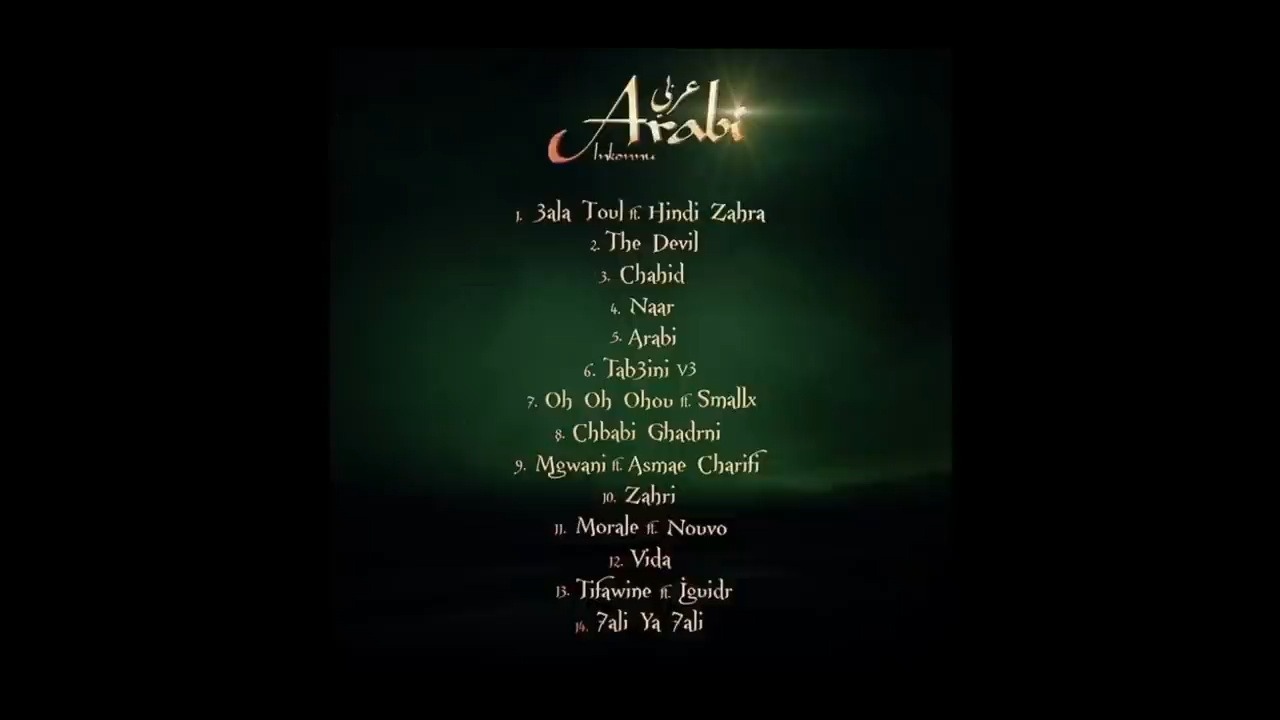 عربي
Arabi
Inkonnu
1. 3ala Toul ft. Hindi Zahra
2. The Devil
3. Chahid
4. Naar
5. Arabi
6. Tab3ini V3
7. Oh Oh Ohou ft. Smallx
8. Chbabi Ghadrni
9. Mgwani ft. Asmae Charifi
10. Zahri
11. Morale ft. Nouvo
12. Vida
13. Tifawine ft. Iguidr
14. 7ali Ya 7ali